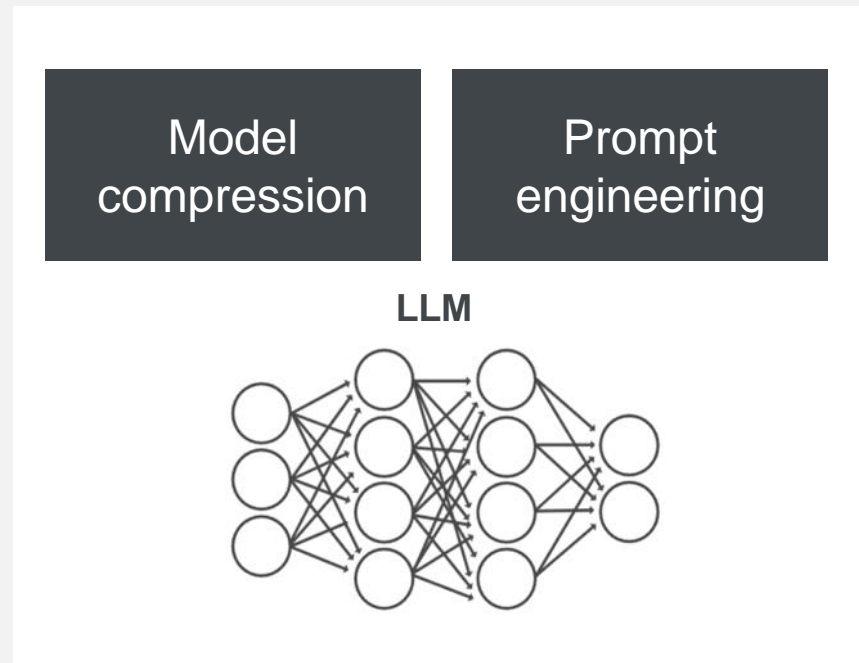 Model
compression
Prompt
engineering
LLM